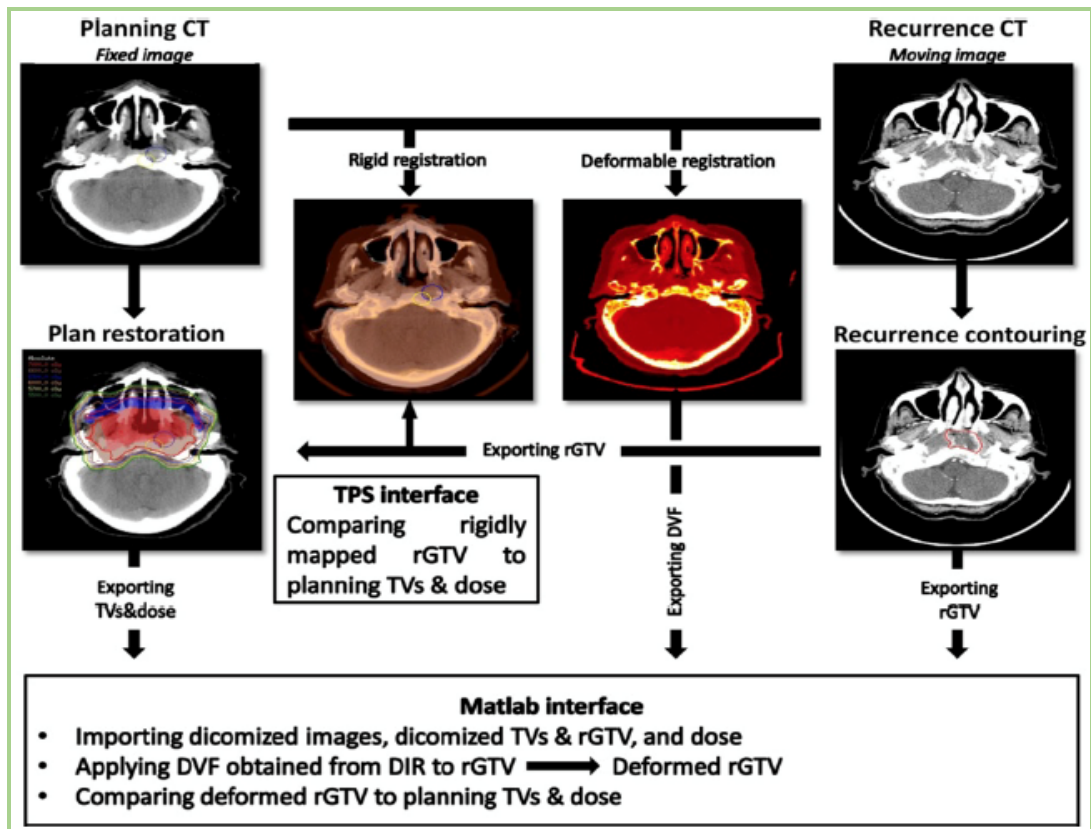 Planning CT
Fixed image
Recurrence CT
Moving image
Rigid registration
Deformable registration
Plan restoration
Recurrence contouring
Exporting rGTV
TPS interface
Comparing rigidly
mapped rGTV to
planning TVs & dose
Exporting DVF
Exporting
TVs&dose
Exporting
rGTV
Matlab interface
• Importing dicomized images, dicomized TVs & rGTV, and dose
• Applying DVF obtained from DIR to rGTV ⟶ Deformed rGTV
• Comparing deformed rGTV to planning TVs & dose